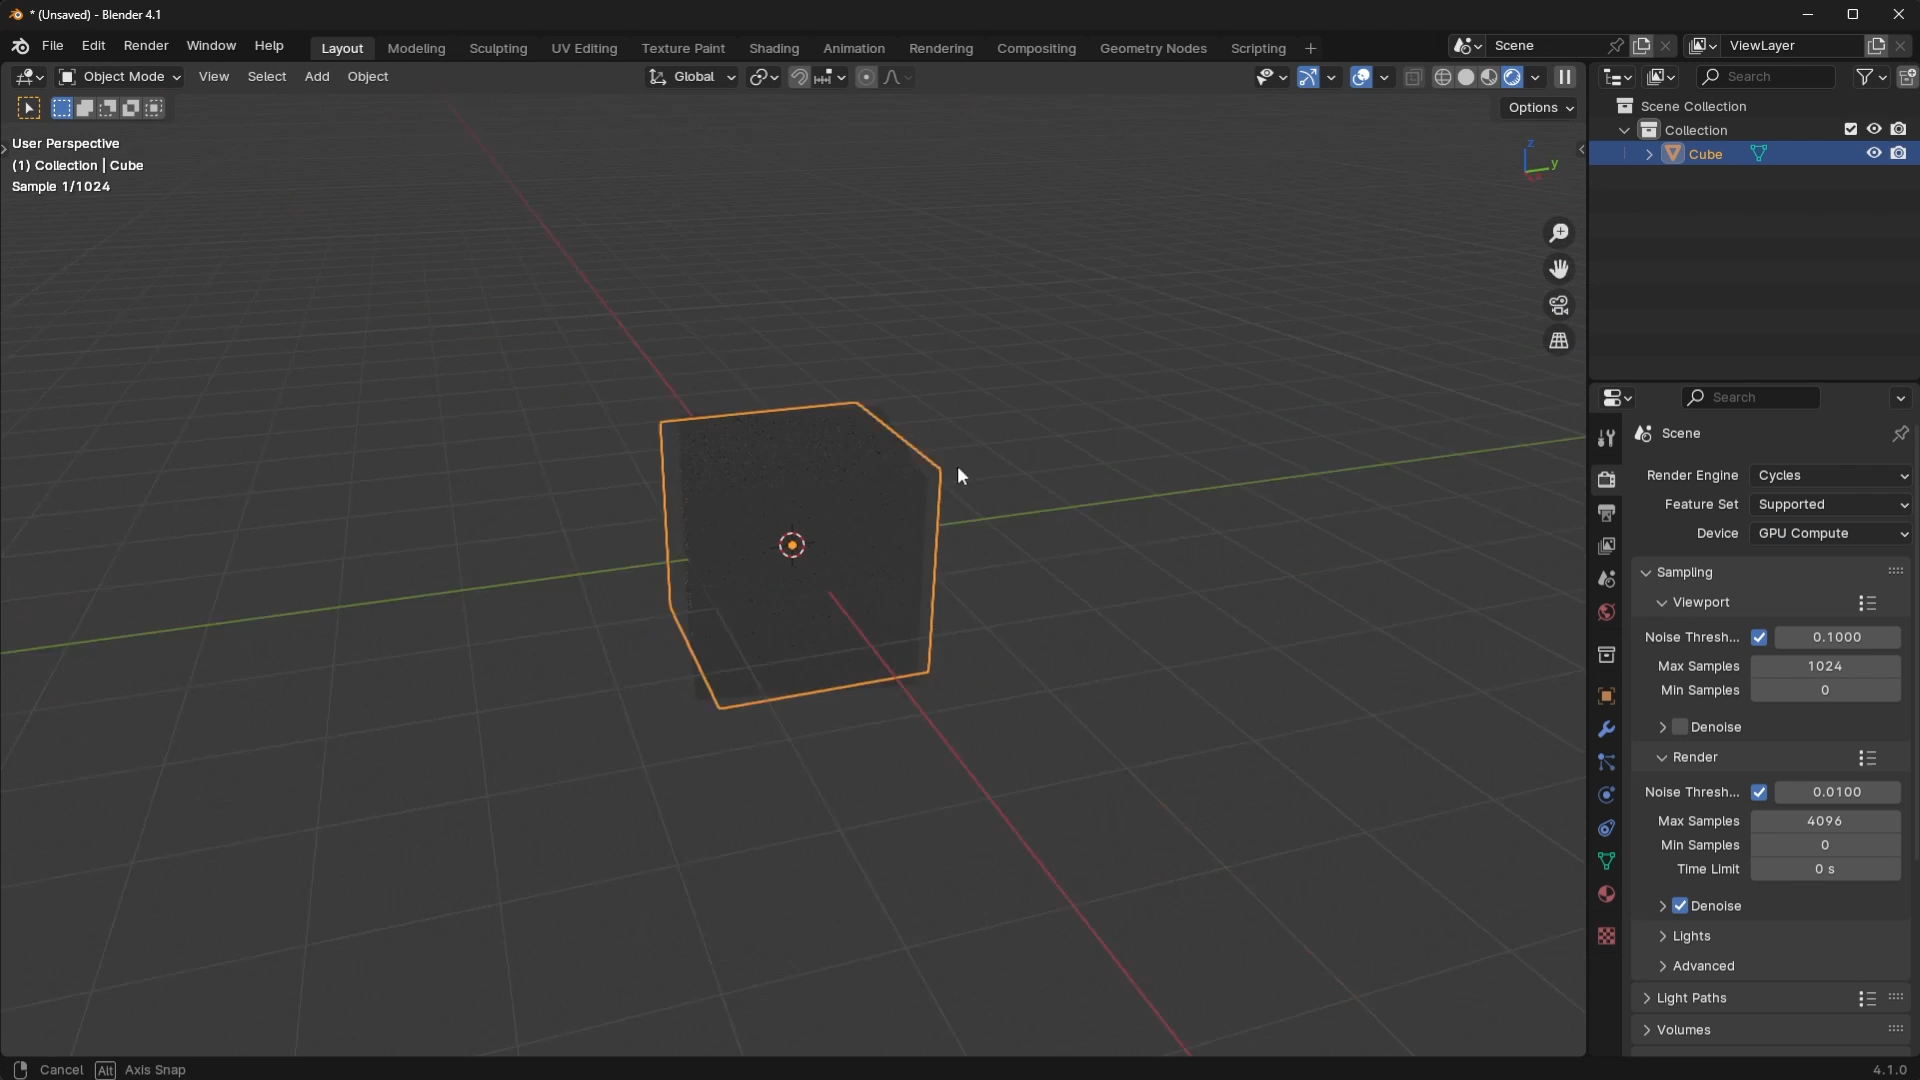 * (Unsaved) - Blender 4.1
File Edit Render Window Help Layout Modeling Sculpting UV Editing Texture Paint Shading Animation Rendering Compositing Geometry Nodes Scripting + Scene ViewLayer
Object Mode View Select Add Object Global Search
Options
User Perspective
(1) Collection | Cube
Sample 1/1024
Z
Y
Scene Collection
Collection
Cube
Search
Scene
Render Engine Cycles
Feature Set Supported
Device GPU Compute
Sampling
Viewport
Noise Thresh... 0.1000
Max Samples 1024
Min Samples 0
Denoise
Render
Noise Thresh... 0.0100
Max Samples 4096
Min Samples 0
Time Limit 0 s
Denoise
Lights
Advanced
Light Paths
Volumes
Cancel Alt Axis Snap 4.1.0